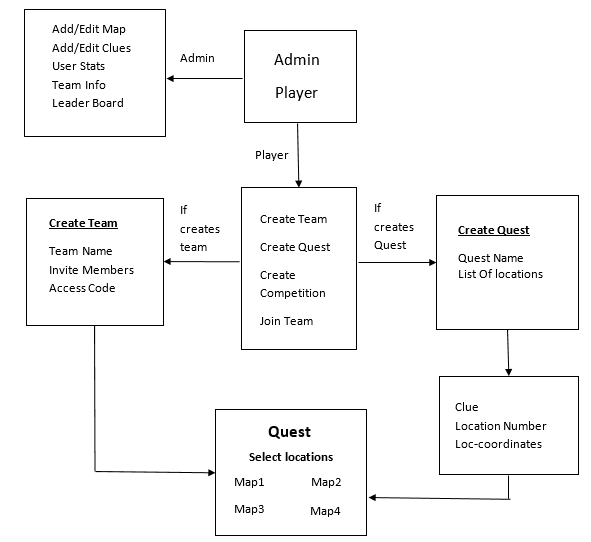 Add/Edit Map
Add/Edit Clues
User Stats
Team Info
Leader Board
Admin
Admin
Player
Player
Create Team
Team Name
Invite Members
Access Code
If
creates
team
Create Team
Create Quest
Create
Competition
Join Team
If
creates
Quest
Create Quest
Quest Name
List Of locations
Clue
Location Number
Loc-coordinates
Quest
Select locations
Map1 Map2
Map3 Map4